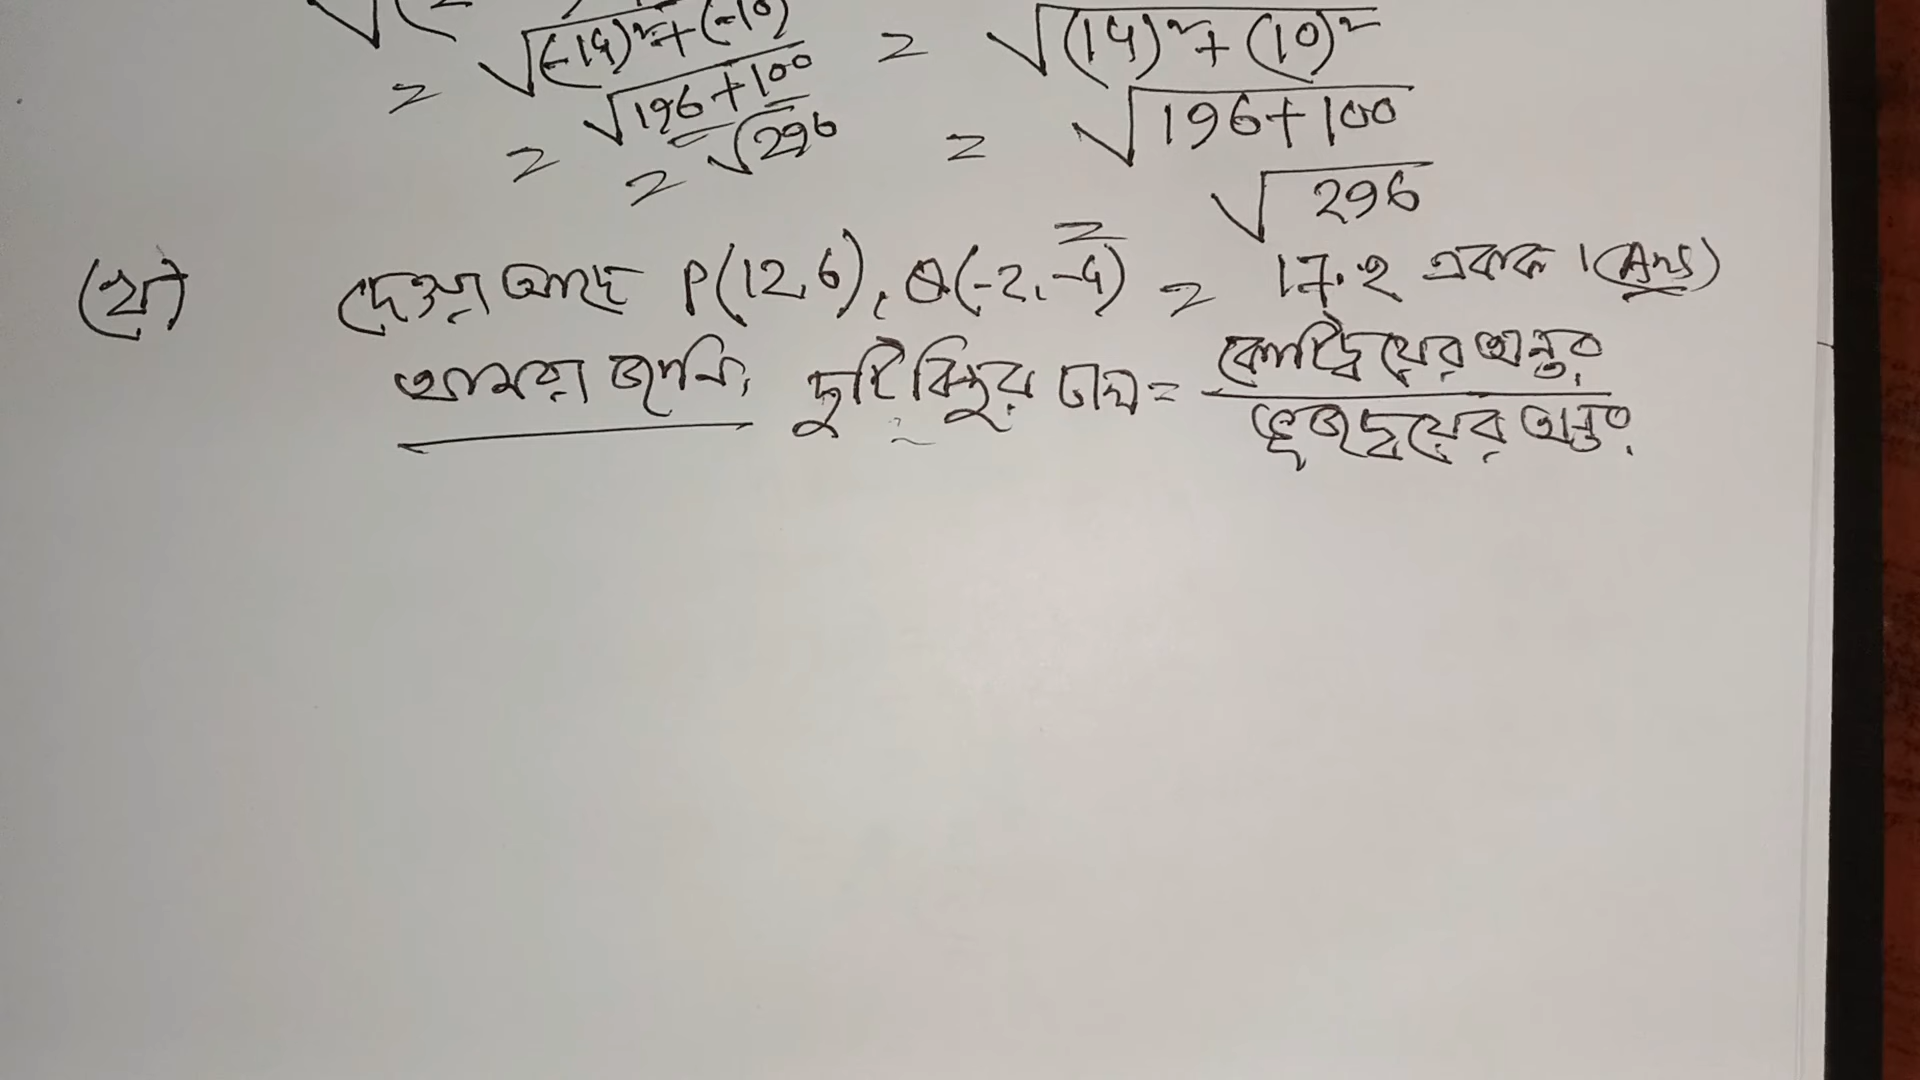 = √(-14)²+(-10) = √(14)²+(10)²
= √196+100 = √196+100
= √296 = √296
= 17.2 একক। (Ans)
(খ) দেওয়া আছে P(12,6), Q(-2,-4)
আমরা জানি, দুটি বিন্দুর ঢাল = কোটিদ্বয়ের অন্তর
ভুজদ্বয়ের অন্তর